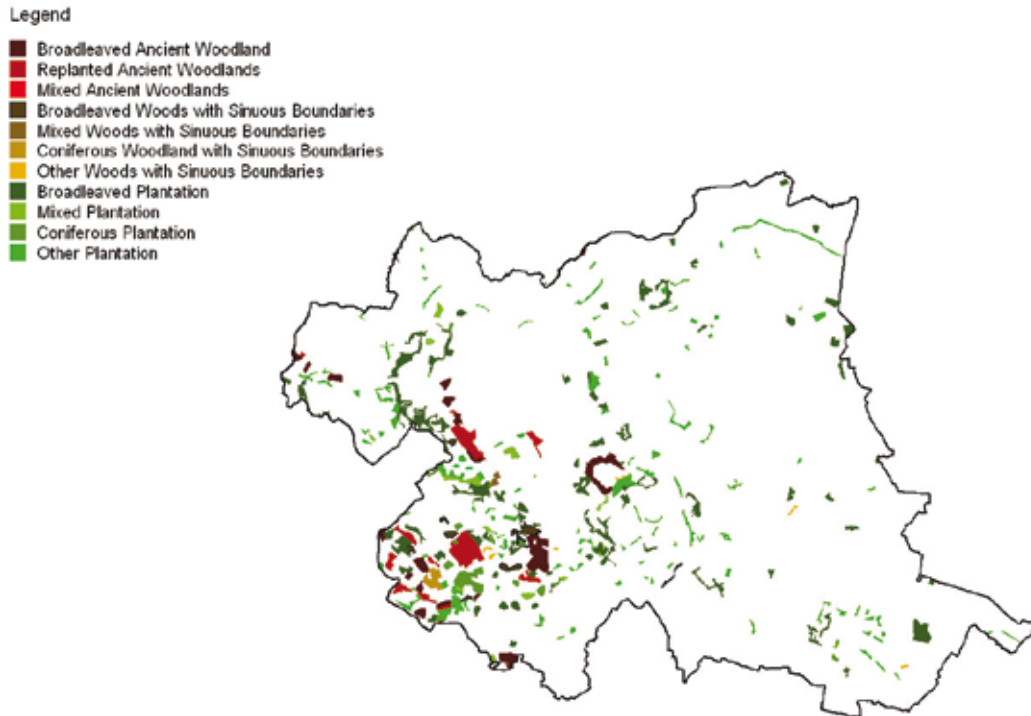 Legend
Broadleaved Ancient Woodland
Replanted Ancient Woodlands
Mixed Ancient Woodlands
Broadleaved Woods with Sinuous Boundaries
Mixed Woods with Sinuous Boundaries
Coniferous Woodland with Sinuous Boundaries
Other Woods with Sinuous Boundaries
Broadleaved Plantation
Mixed Plantation
Coniferous Plantation
Other Plantation